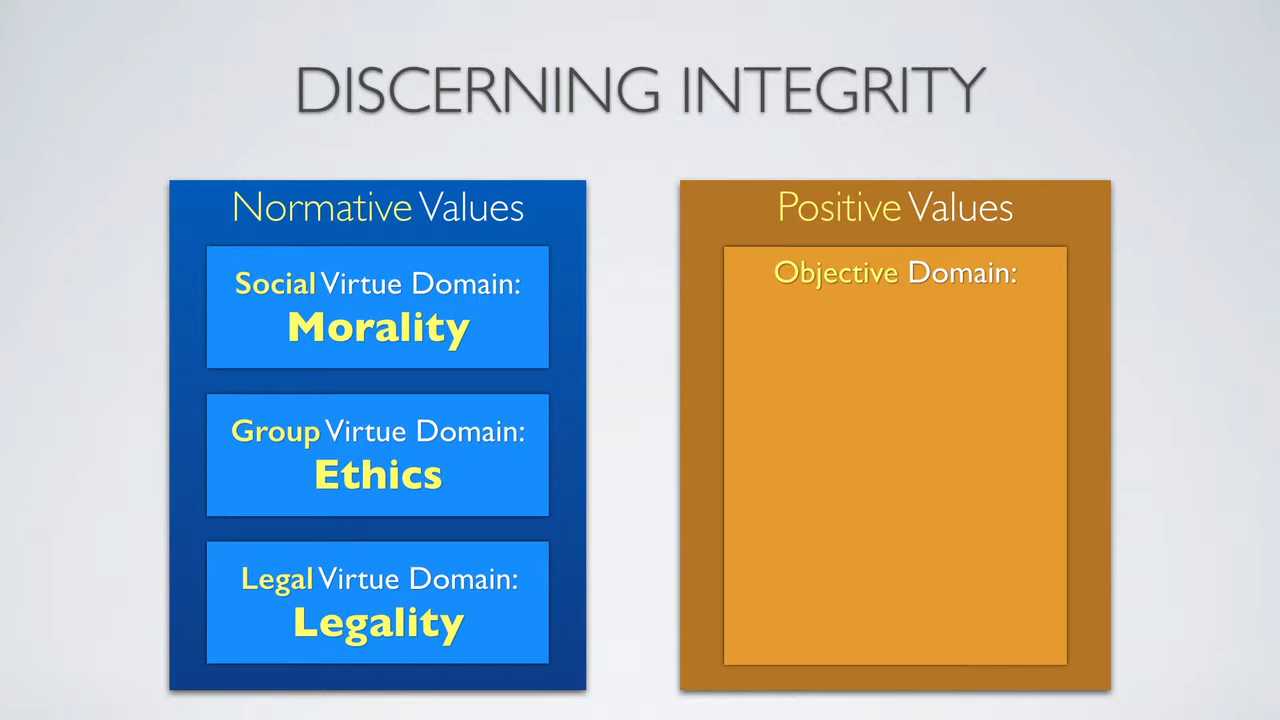 DISCERNING INTEGRITY
Normative Values
Social Virtue Domain:
Morality
Group Virtue Domain:
Ethics
Legal Virtue Domain:
Legality
Positive Values
Objective Domain: